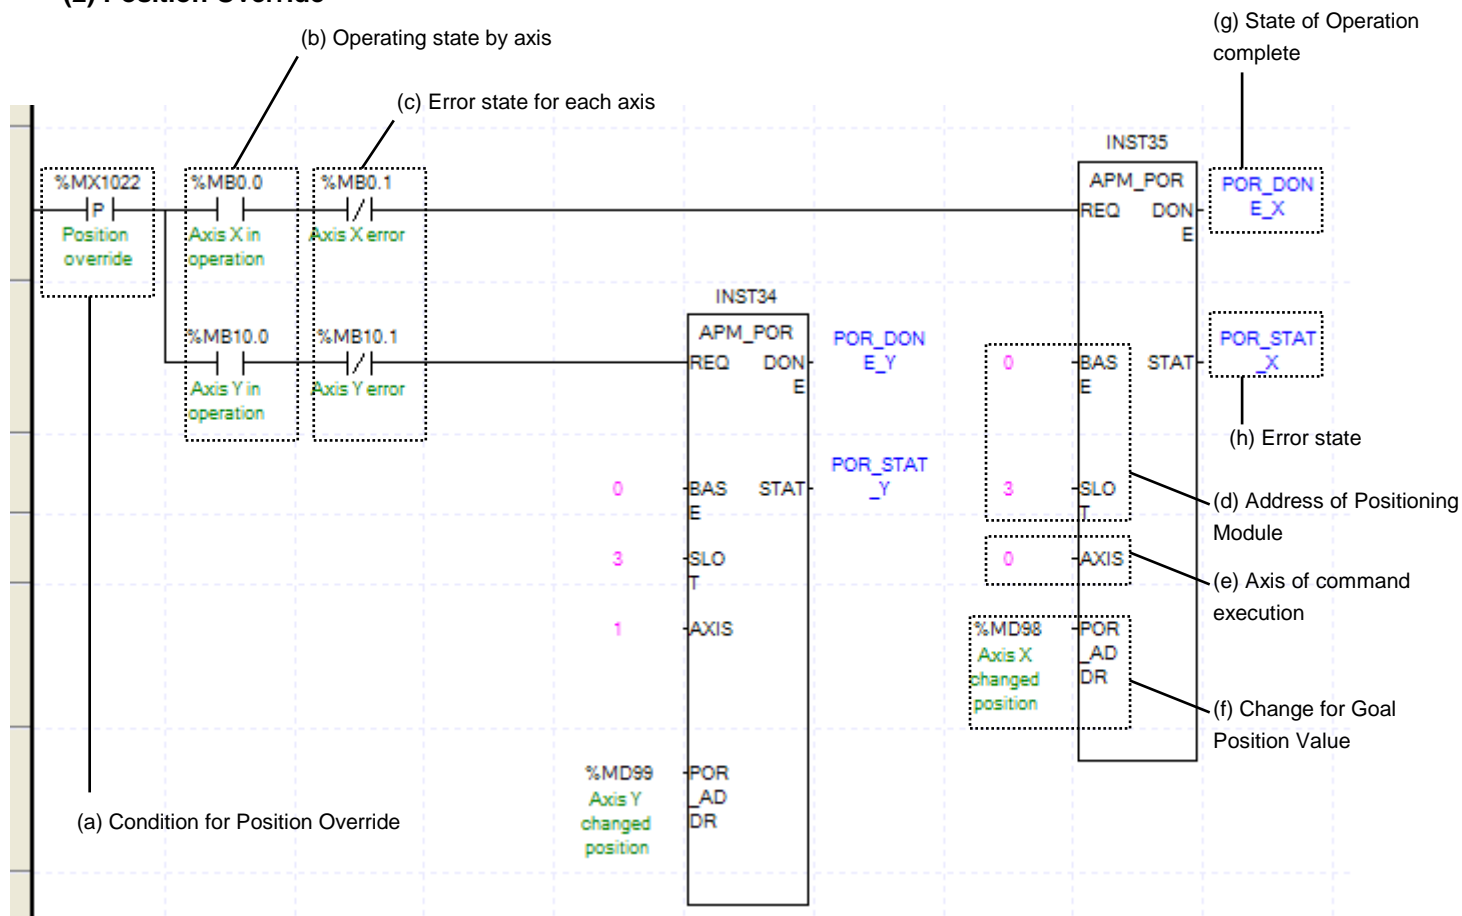 (2) Position Override
(g) State of Operation
complete
(b) Operating state by axis
(c) Error state for each axis
INST35
%MX1022
%MB0.0
%MB0.1
APM_POR
POR_DON
E_X
P
REQ
DON
E
Position
override
Axis X in
operation
Axis X error
INST34
%MB10.0
%MB10.1
APM_POR
POR_DON
E_Y
POR_STAT
_X
REQ
DON
E
0
BAS
E
STAT
Axis Y in
operation
Axis Y error
(h) Error state
POR_STAT
_Y
0
BAS
E
STAT
3
SLO
T
(d) Address of Positioning
Module
3
SLO
T
0
AXIS
(e) Axis of command
execution
1
AXIS
%MD98
Axis X
changed
position
POR
_AD
DR
(f) Change for Goal
Position Value
%MD99
Axis Y
changed
position
POR
_AD
DR
(a) Condition for Position Override